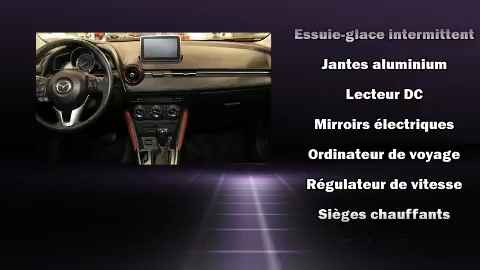 Essuie-glace intermittent
Jantes aluminium
Lecteur DC
Mirroirs électriques
Ordinateur de voyage
Régulateur de vitesse
Sièges chauffants